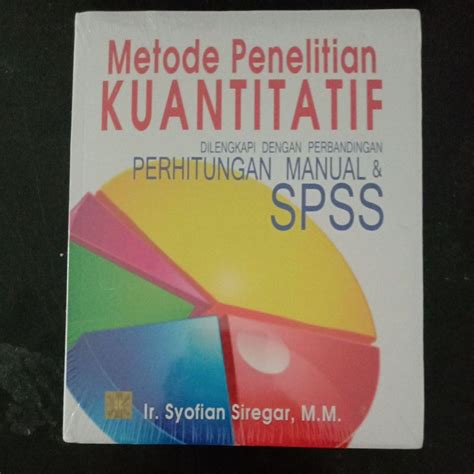 Metode Penelitian
KUANTITATIF
DILENGKAPI DENGAN PERBANDINGAN
PERHITUNGAN MANUAL &
SPSS
Ir. Syofian Siregar, M.M.